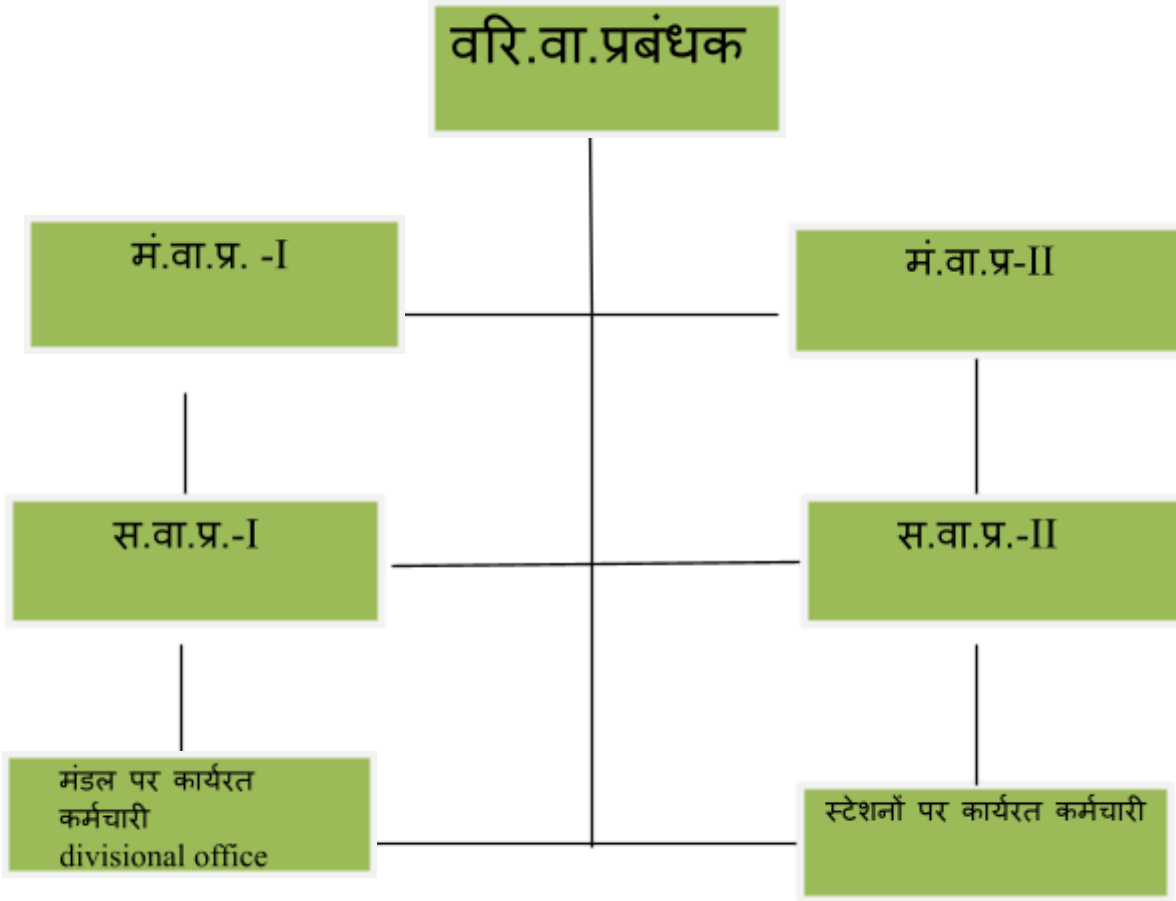 वरि.वा.प्रबंधक
मं.वा.प्र. -I
मं.वा.प्र-II
स.वा.प्र.-I
स.वा.प्र.-II
मंडल पर कार्यरत
कर्मचारी
divisional office
स्टेशनों पर कार्यरत कर्मचारी